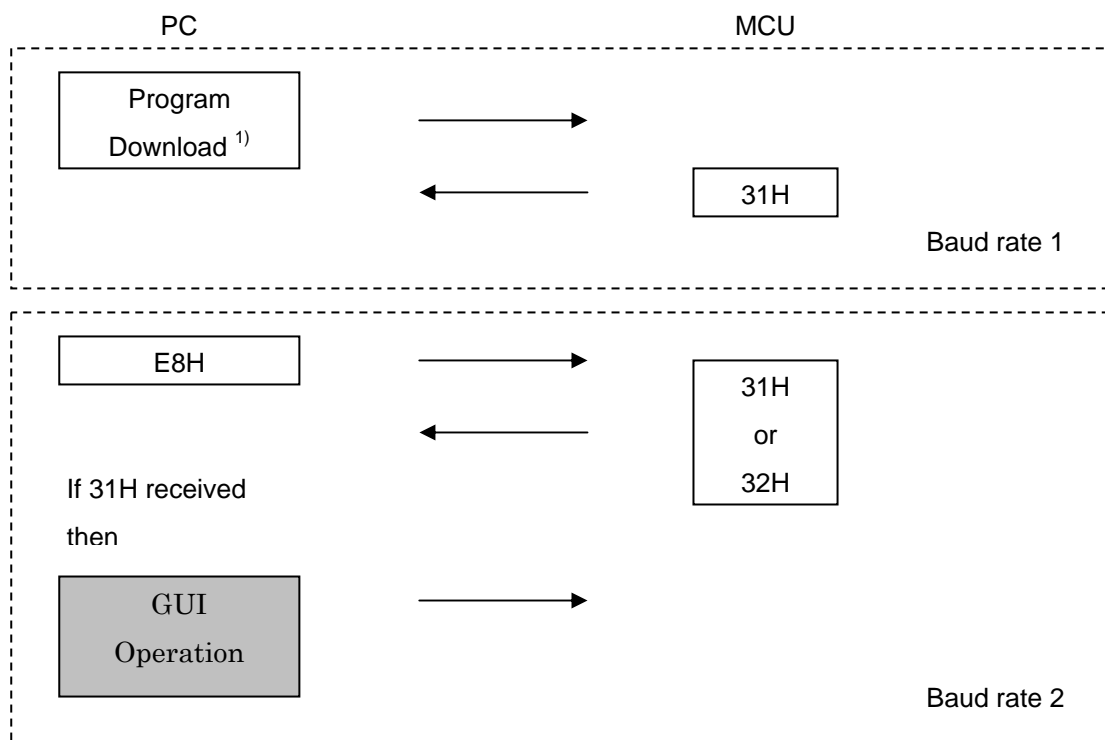 PC
MCU
Program
Download 1)
31H
Baud rate 1
E8H
31H
or
32H
If 31H received
then
GUI
Operation
Baud rate 2